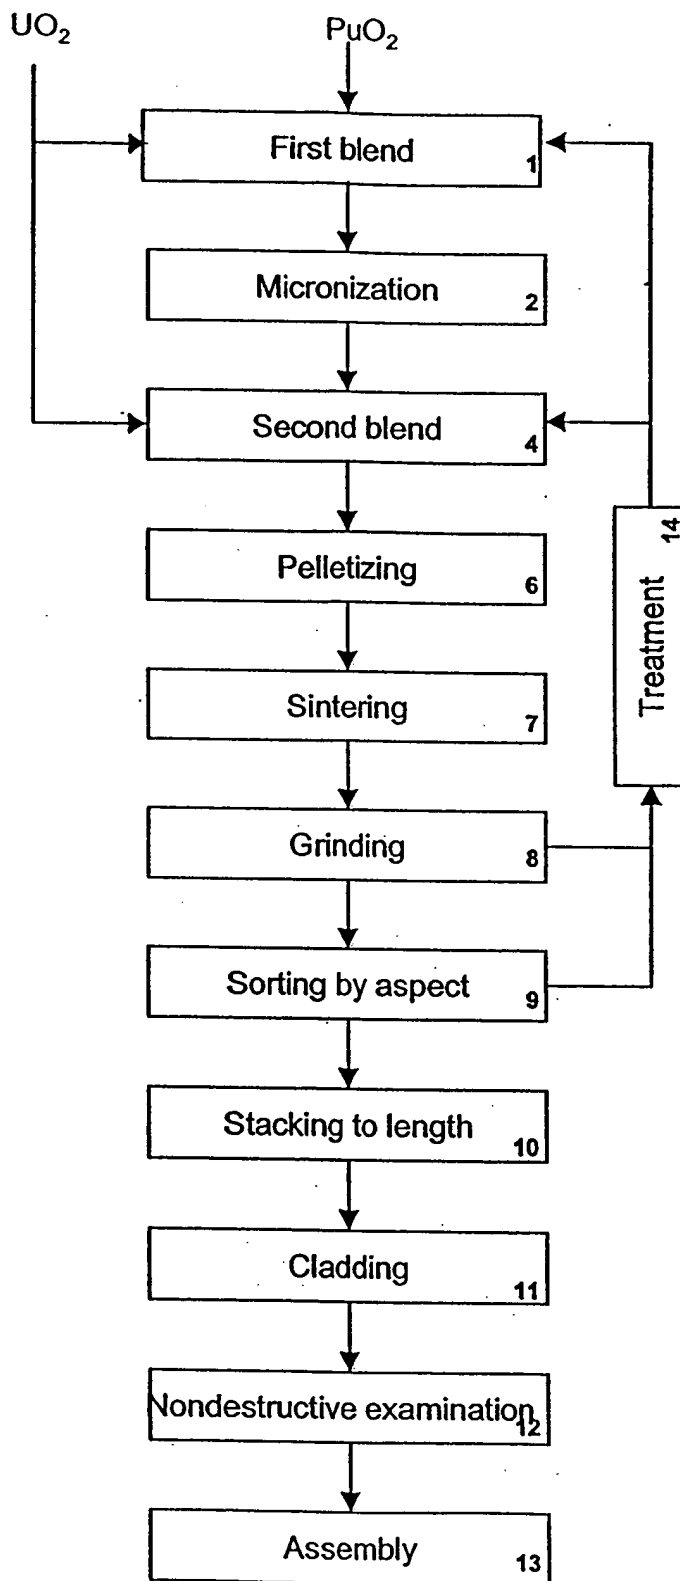 UO₂
PuO₂
First blend
1
Micronization
2
Second blend
4
Pelletizing
6
14
Treatment
Sintering
7
Grinding
8
Sorting by aspect
9
Stacking to length
10
Cladding
11
Nondestructive examination
12
Assembly
13